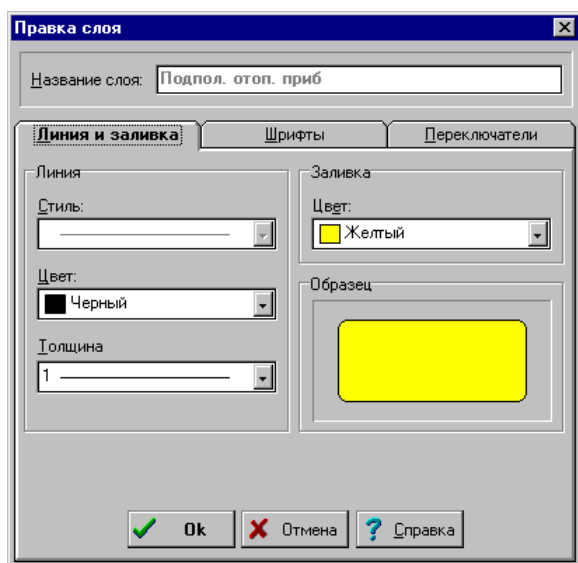 Правка слоя
Название слоя: Подпол. отоп. приб
Линия и заливка Шрифты Переключатели
Линия
Стиль:
Цвет:
Черный
Толщина
1
Заливка
Цвет:
Желтый
Образец
Ok Отмена ? Справка